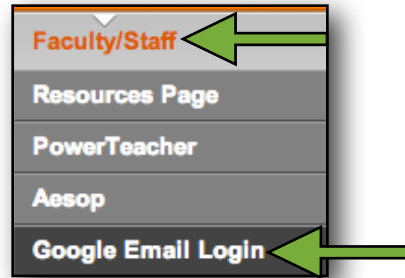 Faculty/Staff
Resources Page
PowerTeacher
Aesop
Google Email Login